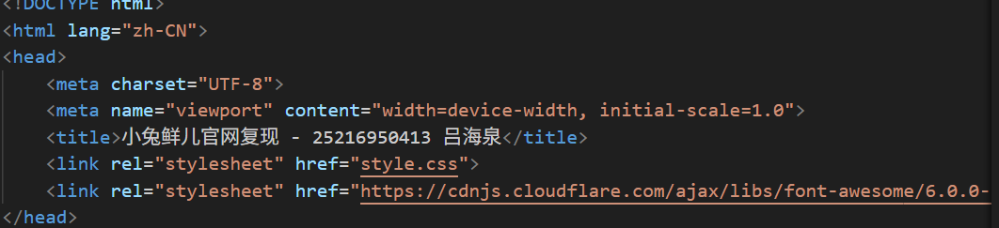 <!DOCTYPE html>
<html lang="zh-CN">
<head>
<meta charset="UTF-8">
<meta name="viewport" content="width=device-width, initial-scale=1.0">
<title>小兔鲜儿官网复现 - 25216950413 吕海泉</title>
<link rel="stylesheet" href="style.css">
<link rel="stylesheet" href="https://cdnjs.cloudflare.com/ajax/libs/font-awesome/6.0.0-
</head>